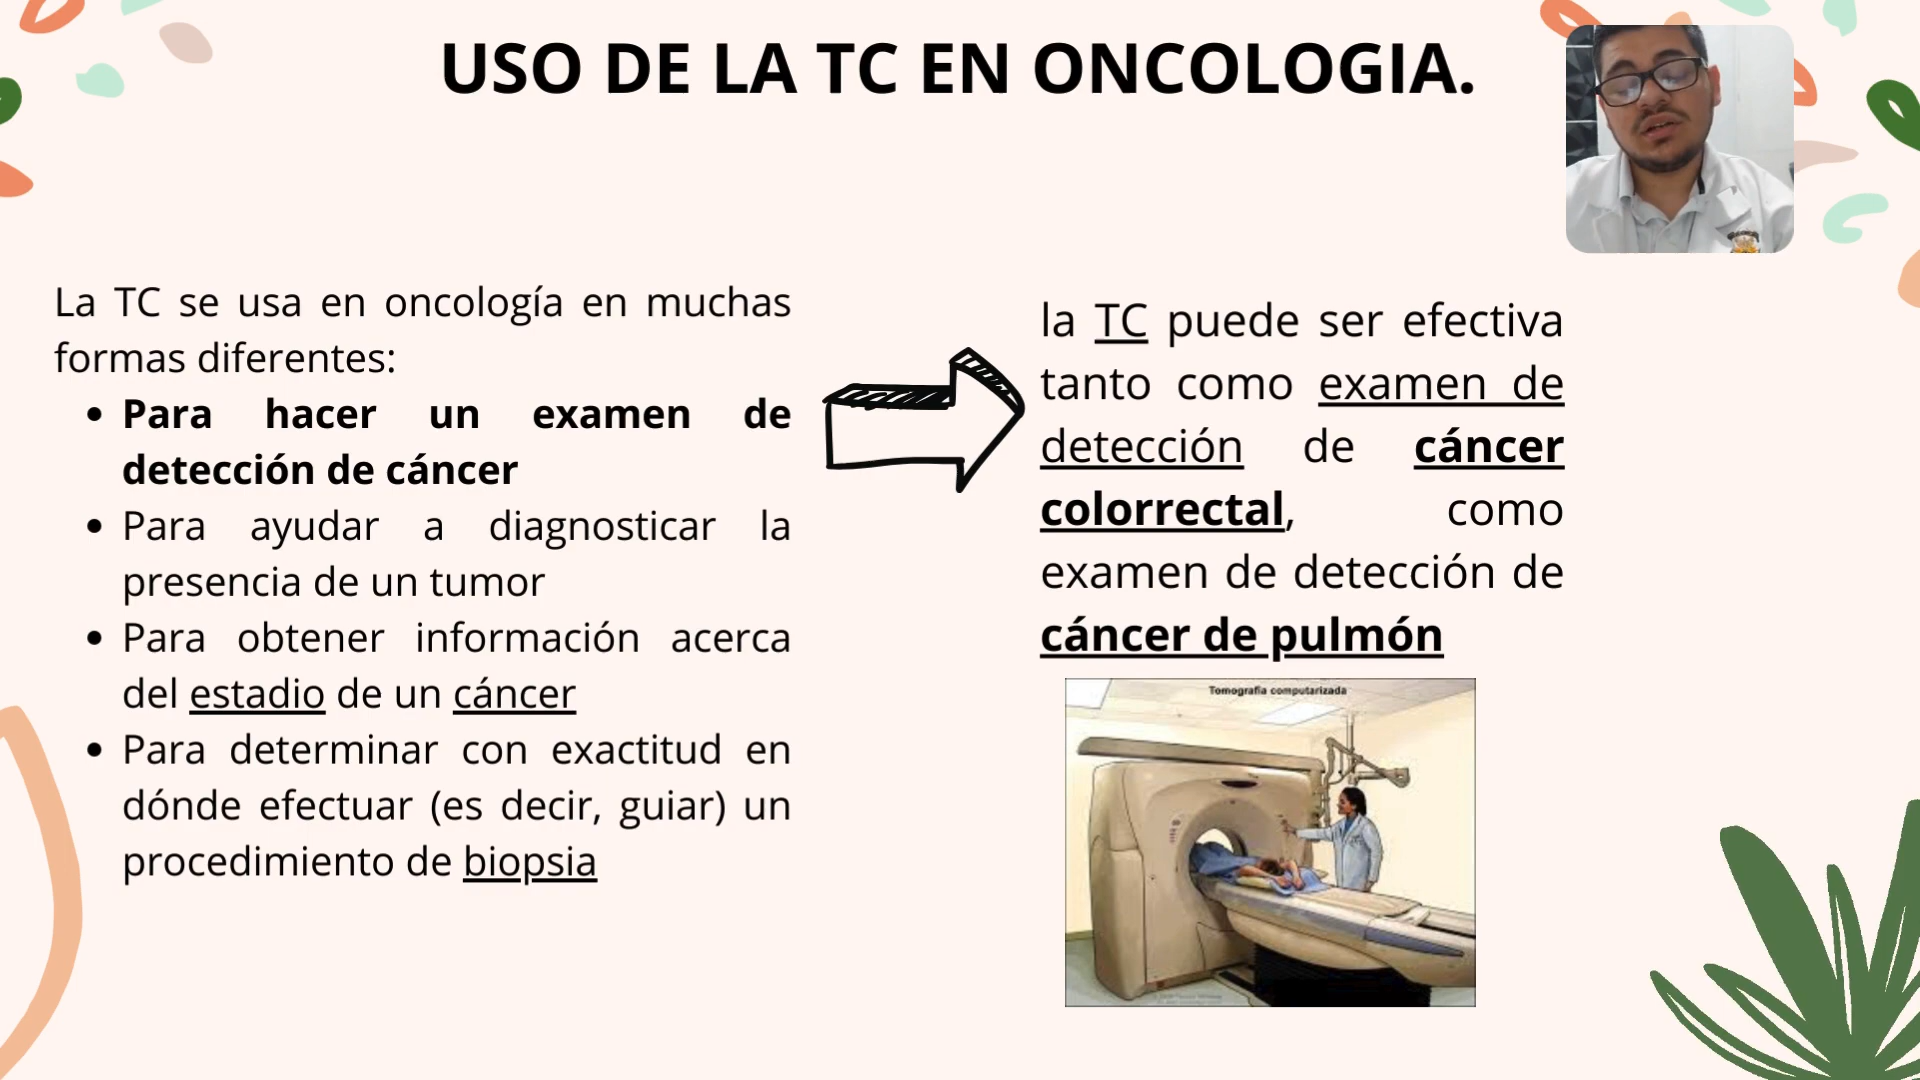 USO DE LA TC EN ONCOLOGIA.
La TC se usa en oncología en muchas
formas diferentes:
• Para hacer un examen de
detección de cáncer
• Para ayudar a diagnosticar la
presencia de un tumor
• Para obtener información acerca
del estadio de un cáncer
• Para determinar con exactitud en
dónde efectuar (es decir, guiar) un
procedimiento de biopsia
la TC puede ser efectiva
tanto como examen de
detección de cáncer
colorrectal, como
examen de detección de
cáncer de pulmón
Tomografía computarizada